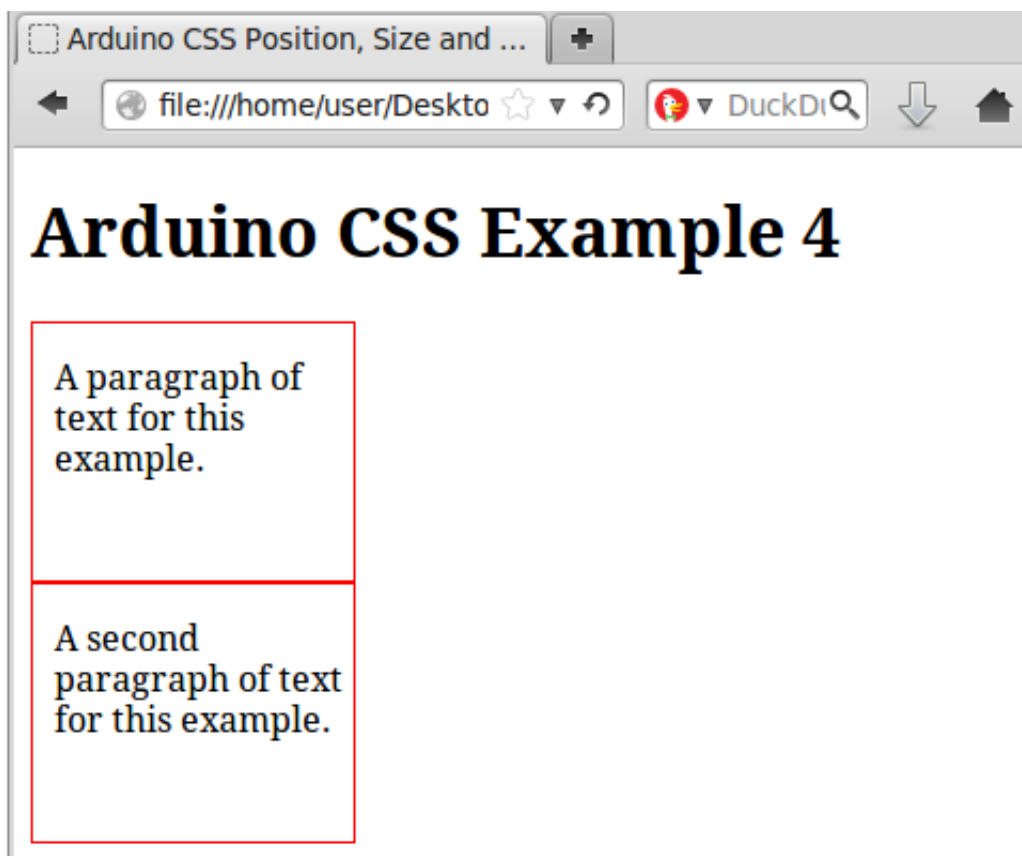 Arduino CSS Position, Size and ...
file:///home/user/Deskto
DuckDu
Arduino CSS Example 4
A paragraph of
text for this
example.
A second
paragraph of text
for this example.